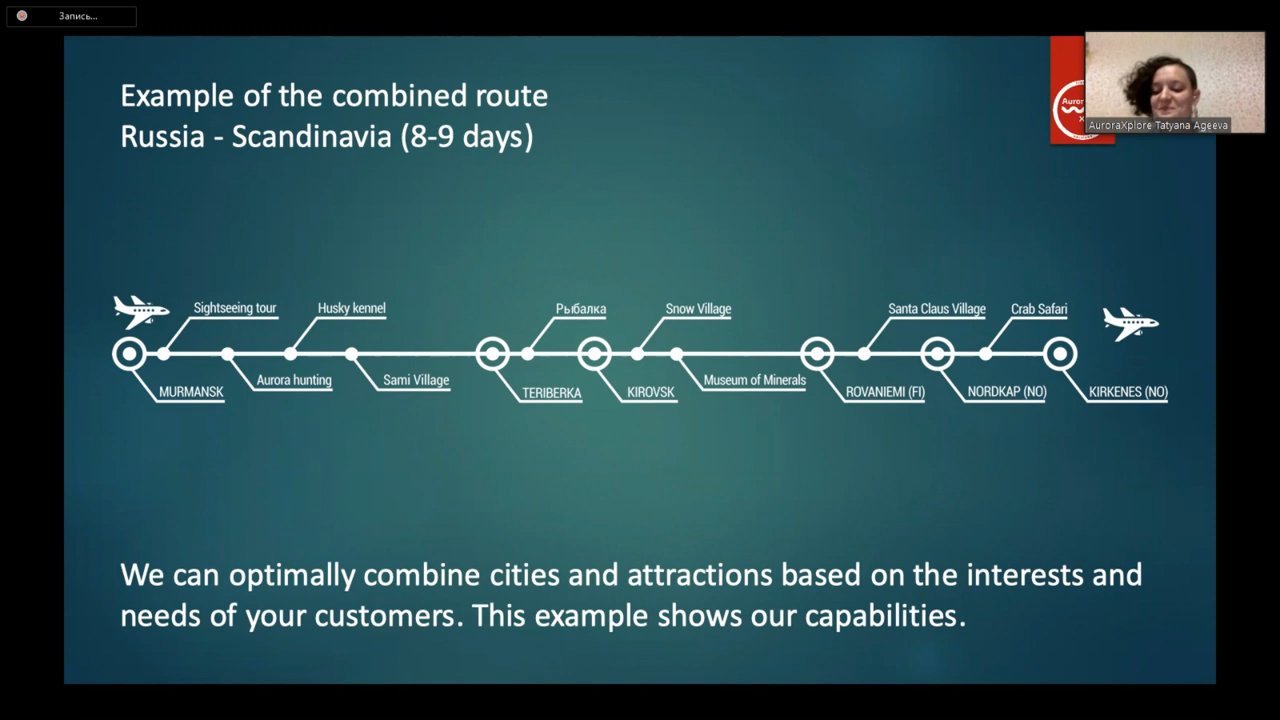 Запись...
Example of the combined route
Russia - Scandinavia (8-9 days)
AuroraXplore Tatyana Ageeva
Sightseeing tour
Husky kennel
Рыбалка
Snow Village
Santa Claus Village
Crab Safari
Aurora hunting
Sami Village
Museum of Minerals
MURMANSK
TERIBERKA
KIROVSK
ROVANIEMI (FI)
NORDKAP (NO)
KIRKENES (NO)
We can optimally combine cities and attractions based on the interests and
needs of your customers. This example shows our capabilities.